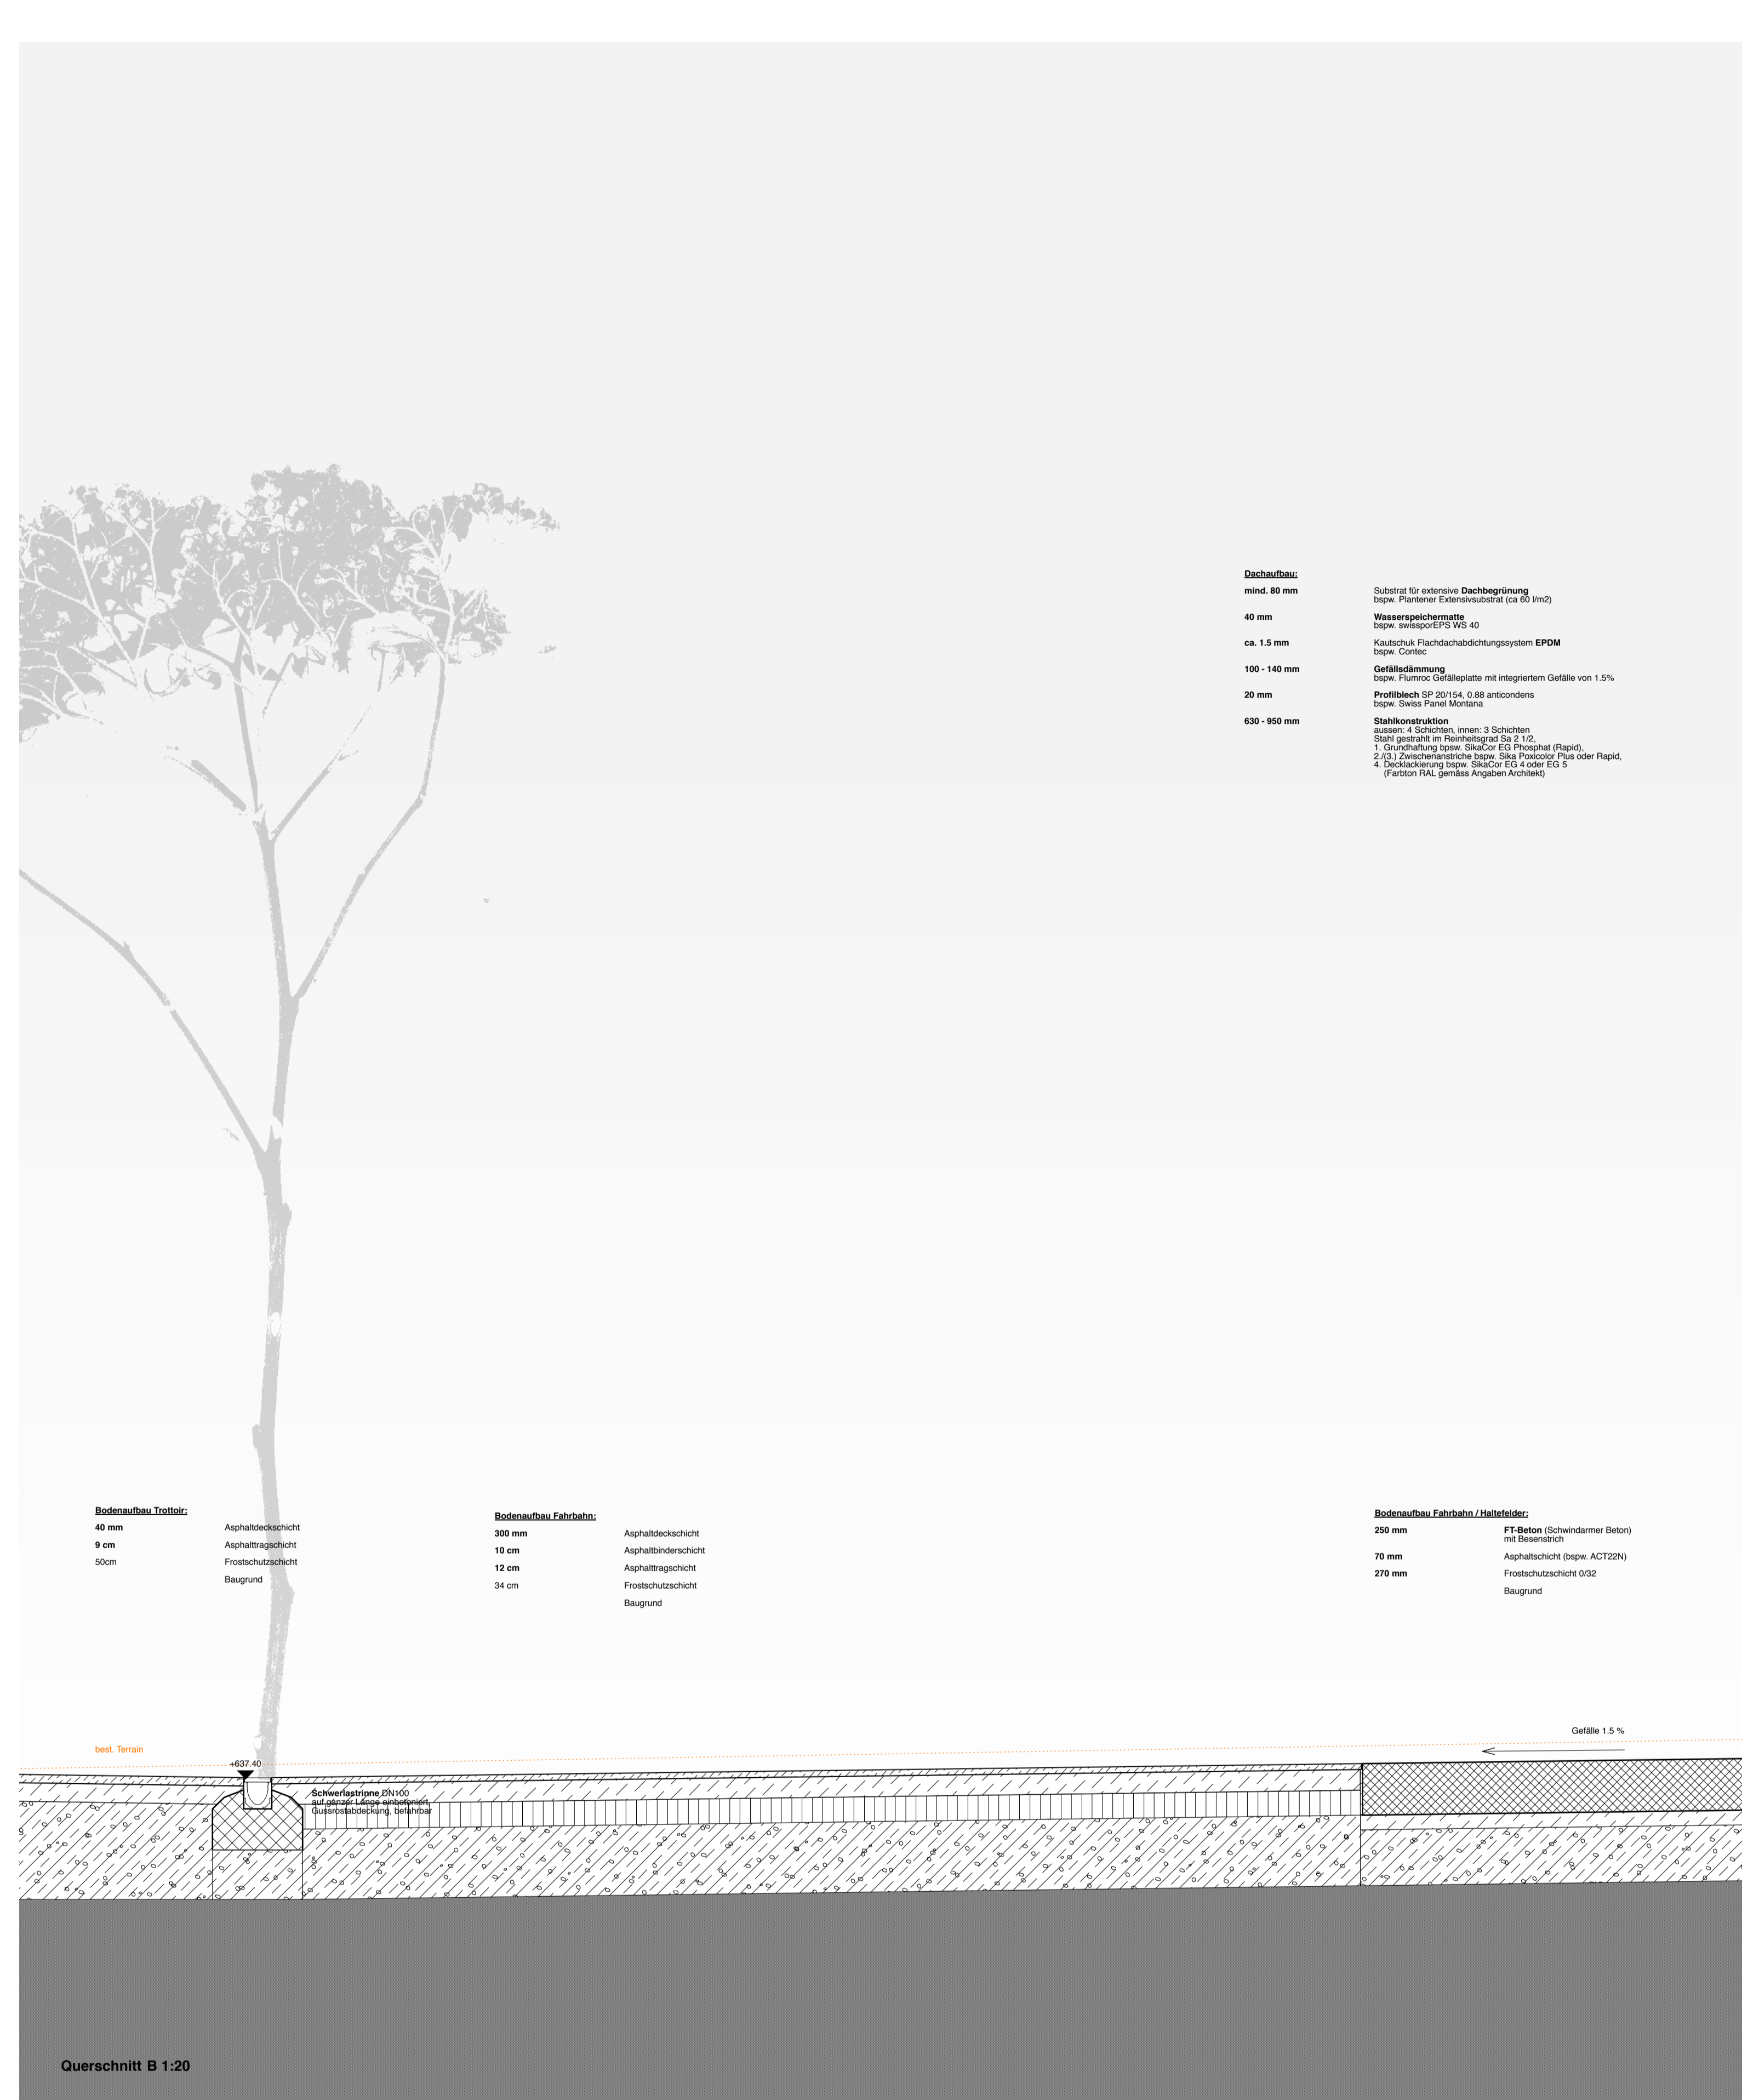 Dachaufbau:
mind. 80 mm Substrat für extensive Dachbegrünung
bspw. Plantener Extensivsubstrat (ca 60 l/m2)
40 mm Wasserspeichermatte
bspw. swissporEPS WS 40
ca. 1.5 mm Kautschuk Flachdachabdichtungssystem EPDM
bspw. Contec
100 - 140 mm Gefällsdämmung
bspw. Flumroc Gefälleplatte mit integriertem Gefälle von 1.5%
20 mm Profilblech SP 20/154, 0.88 anticondens
bspw. Swiss Panel Montana
630 - 950 mm Stahlkonstruktion
aussen: 4 Schichten, innen: 3 Schichten
Stahl gestrahlt im Reinheitsgrad Sa 2 1/2,
1. Grundhaftung bpsw. SikaCor EG Phosphat (Rapid),
2./(3.) Zwischenanstriche bspw. Sika Poxicolor Plus oder Rapid,
4. Decklackierung bspw. SikaCor EG 4 oder EG 5
(Farbton RAL gemäss Angaben Architekt)
Bodenaufbau Trottoir:
40 mm Asphaltdeckschicht
9 cm Asphalttragschicht
50cm Frostschutzschicht
Baugrund
Bodenaufbau Fahrbahn:
300 mm Asphaltdeckschicht
10 cm Asphaltbinderschicht
12 cm Asphalttragschicht
34 cm Frostschutzschicht
Baugrund
Bodenaufbau Fahrbahn / Haltefelder:
250 mm FT-Beton (Schwindarmer Beton)
mit Besenstrich
70 mm Asphaltschicht (bspw. ACT22N)
270 mm Frostschutzschicht 0/32
Baugrund
Gefälle 1.5 %
best. Terrain
+637.40
Schwerlastrinne DN100
auf ganzer Länge einbetoniert,
Gussrostabdeckung, befahrbar
Querschnitt B 1:20